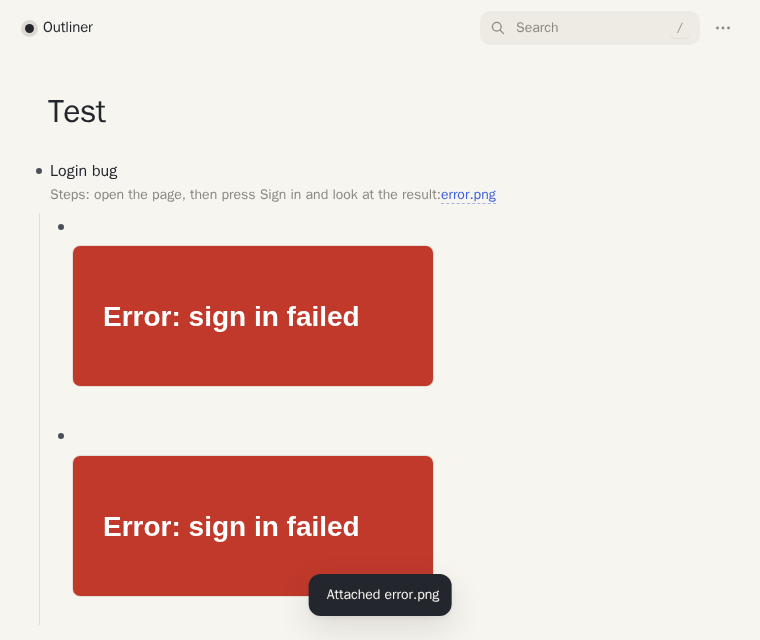 Outliner
Search /
Test
Login bug
Steps: open the page, then press Sign in and look at the result:error.png
Error: sign in failed
Error: sign in failed
Attached error.png